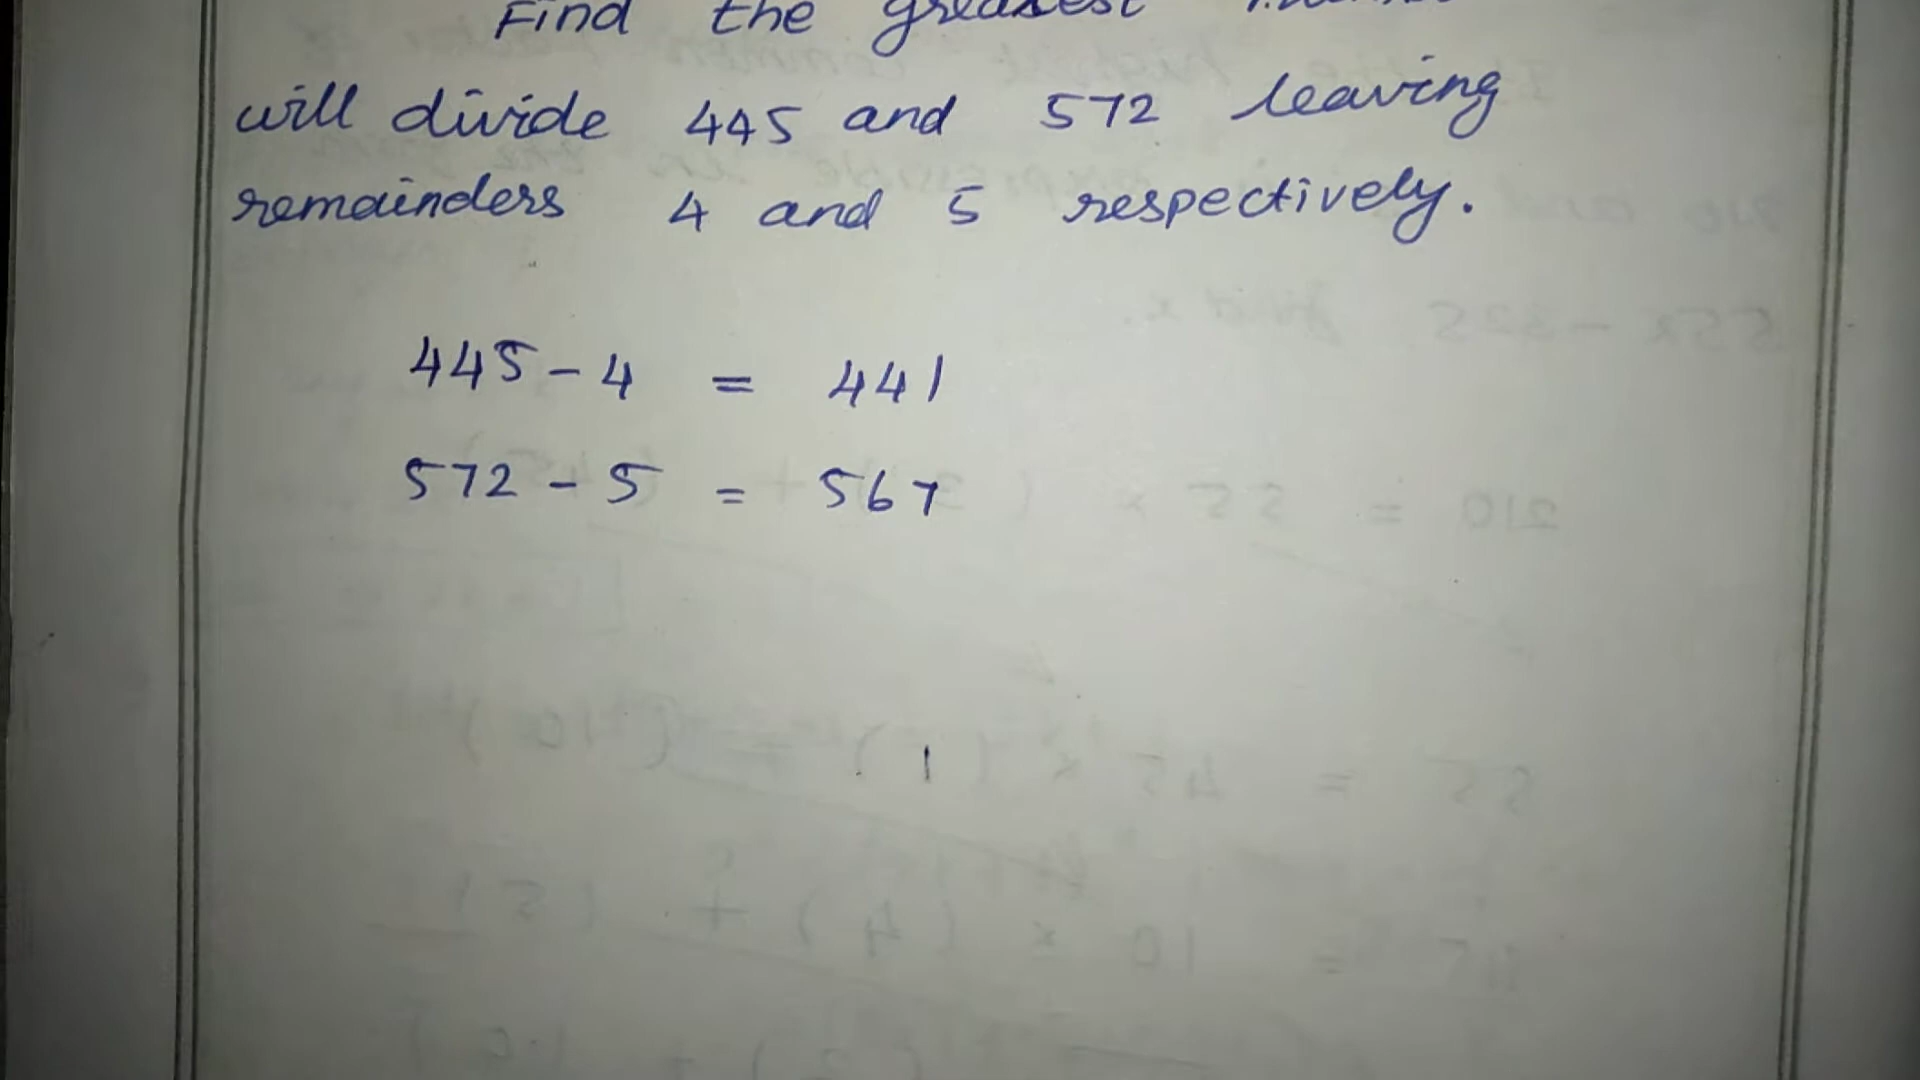 Find the greatest
will divide 445 and 572 leaving
remainders 4 and 5 respectively.
445 - 4 = 441
572 - 5 = 567